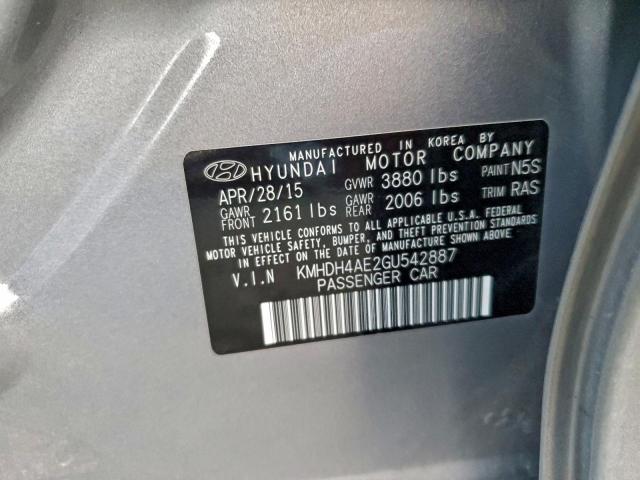 MANUFACTURED IN KOREA BY
HYUNDAI MOTOR COMPANY
APR/28/15 GVWR 3880 lbs PAINT N5S
GAWR FRONT 2161 lbs GAWR REAR 2006 lbs TRIM RAS
THIS VEHICLE CONFORMS TO ALL APPLICABLE U.S.A. FEDERAL
MOTOR VEHICLE SAFETY, BUMPER, AND THEFT PREVENTION
STANDARDS IN EFFECT ON THE DATE OF MANUFACTURE SHOWN ABOVE.
V.I.N KMHDH4AE2GU542887
PASSENGER CAR